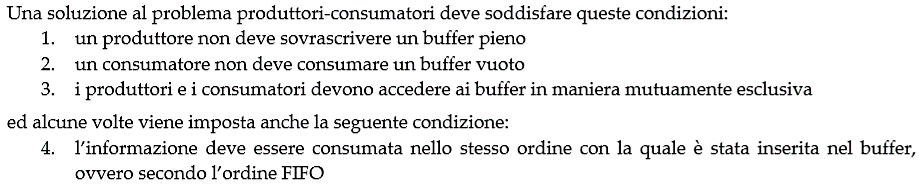 Una soluzione al problema produttori-consumatori deve soddisfare queste condizioni:
1. un produttore non deve sovrascrivere un buffer pieno
2. un consumatore non deve consumare un buffer vuoto
3. i produttori e i consumatori devono accedere ai buffer in maniera mutuamente esclusiva
ed alcune volte viene imposta anche la seguente condizione:
4. l’informazione deve essere consumata nello stesso ordine con la quale è stata inserita nel buffer,
ovvero secondo l’ordine FIFO